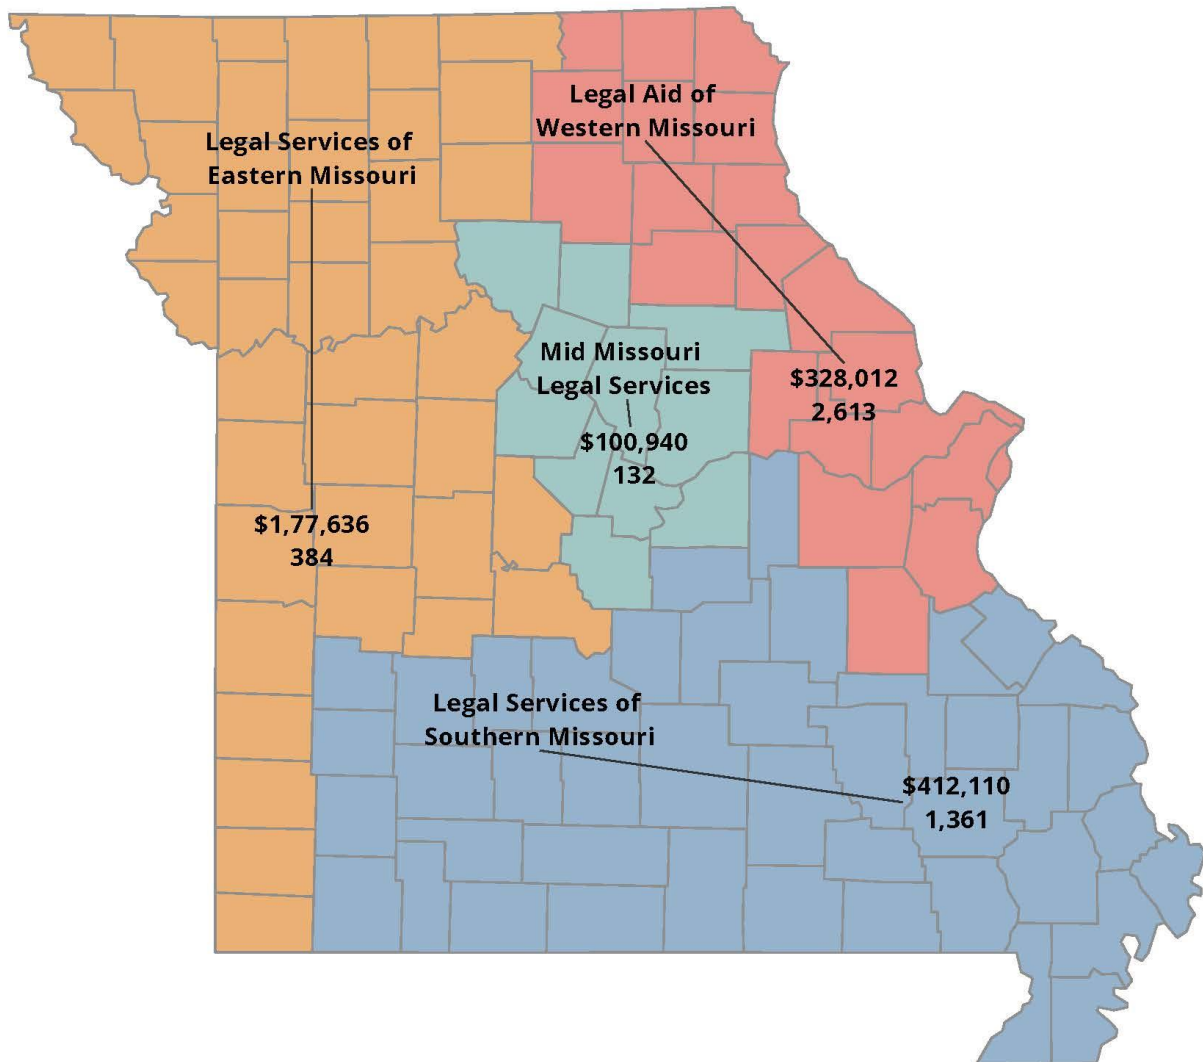 Legal Aid of
Western Missouri
Legal Services of
Eastern Missouri
Mid Missouri
Legal Services
$328,012
2,613
$100,940
132
$1,77,636
384
Legal Services of
Southern Missouri
$412,110
1,361